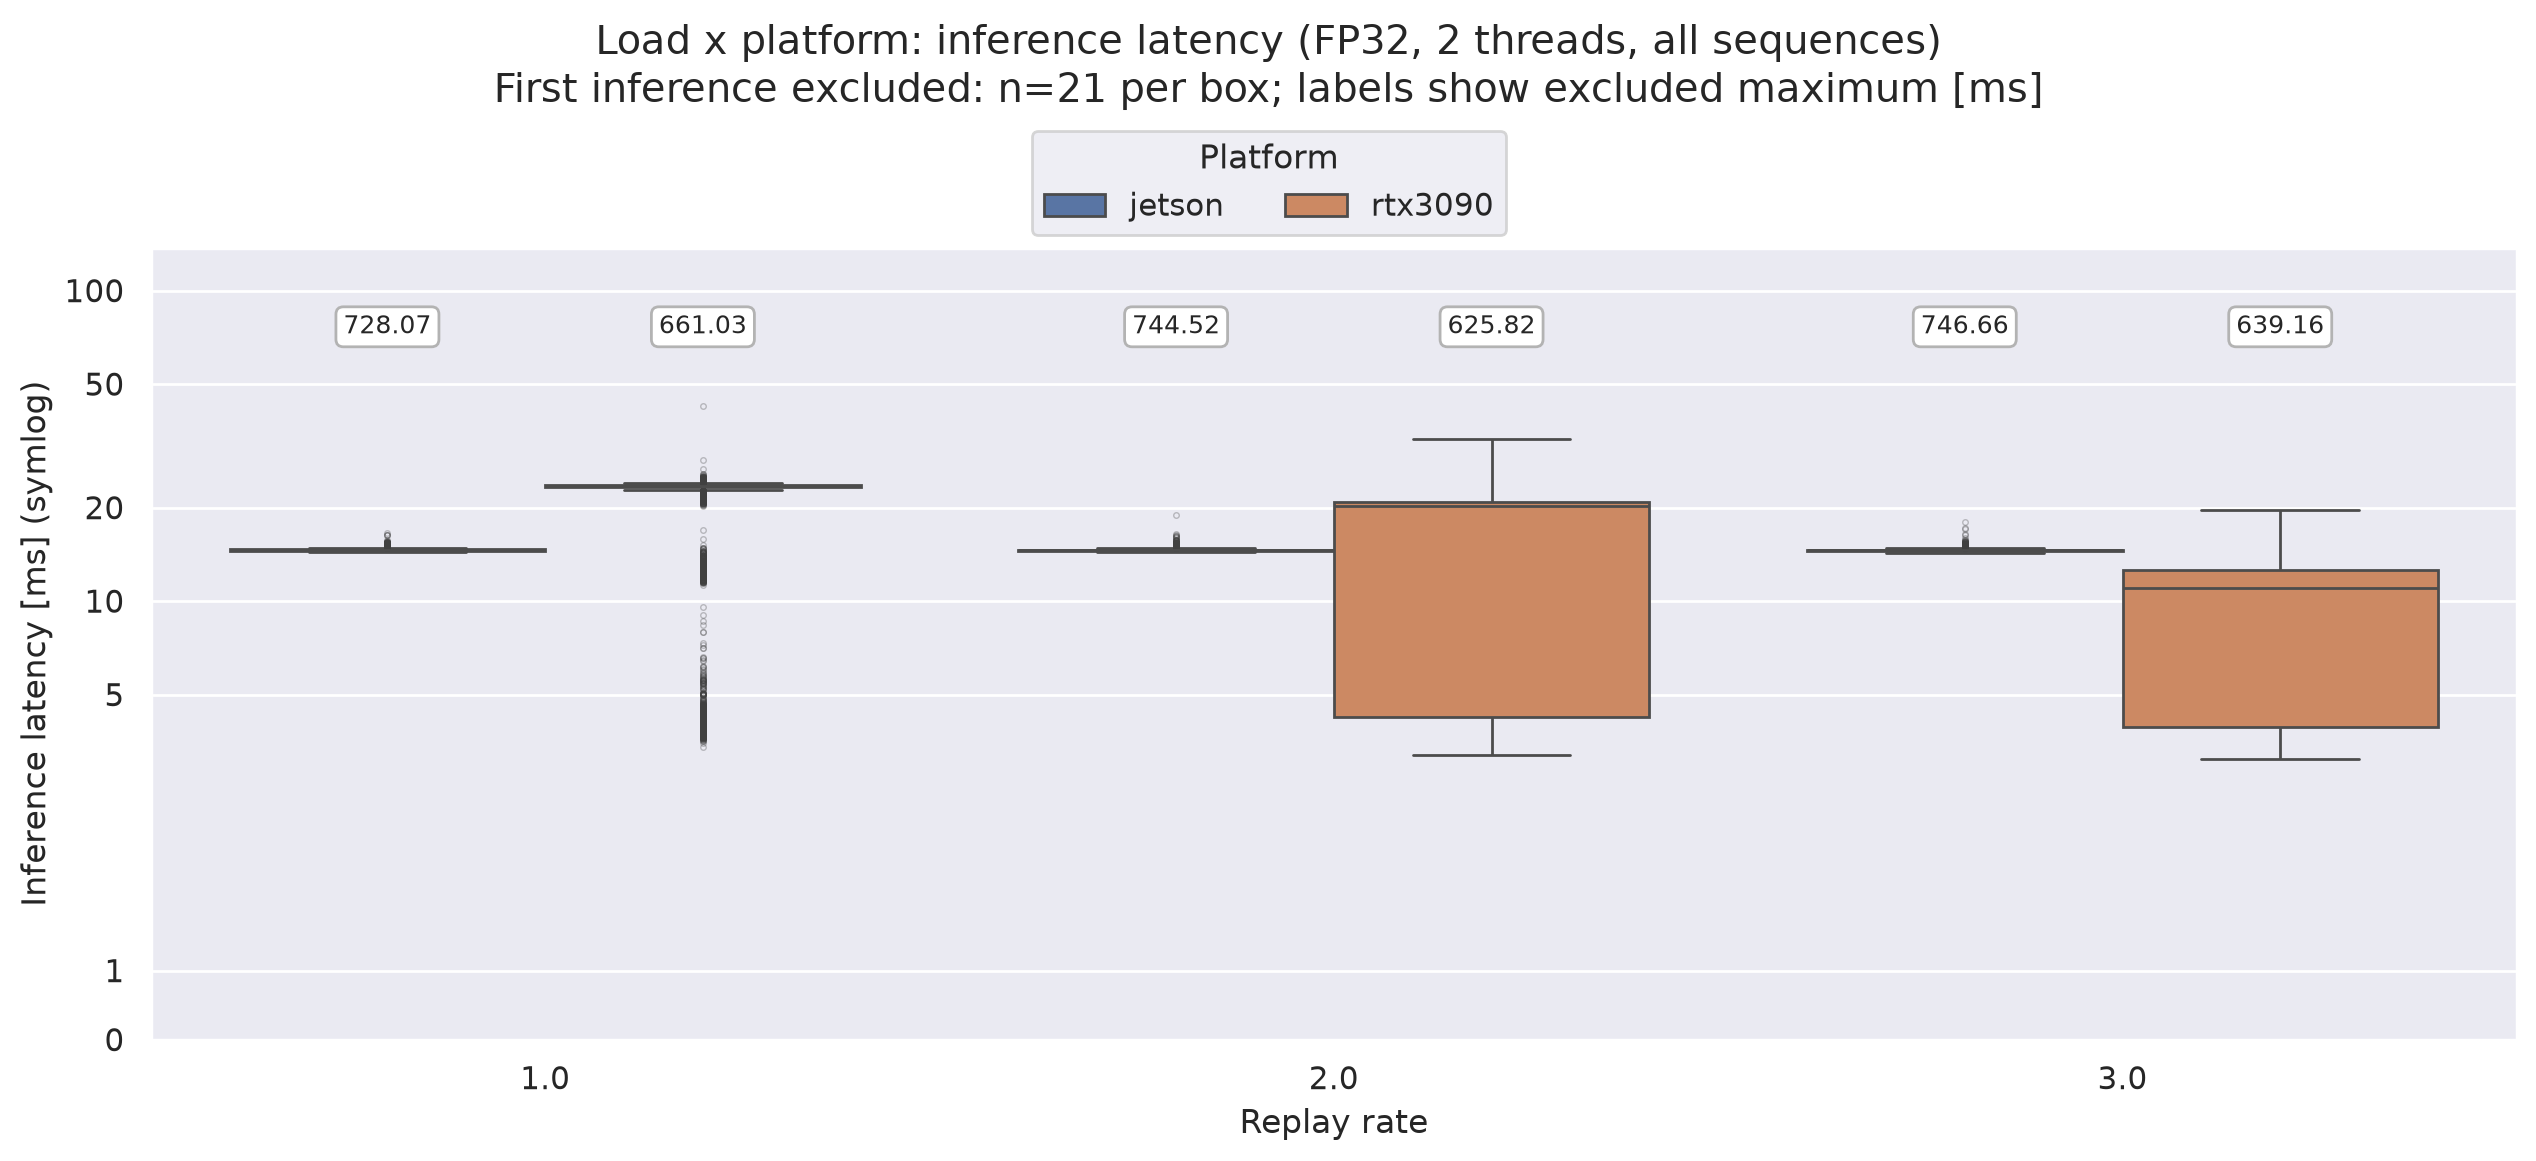 Load x platform: inference latency (FP32, 2 threads, all sequences)
First inference excluded: n=21 per box; labels show excluded maximum [ms]
Platform
jetson rtx3090
Inference latency [ms] (symlog)
100
50
20
10
5
1
0
728.07 661.03 744.52 625.82 746.66 639.16
1.0 2.0 3.0
Replay rate